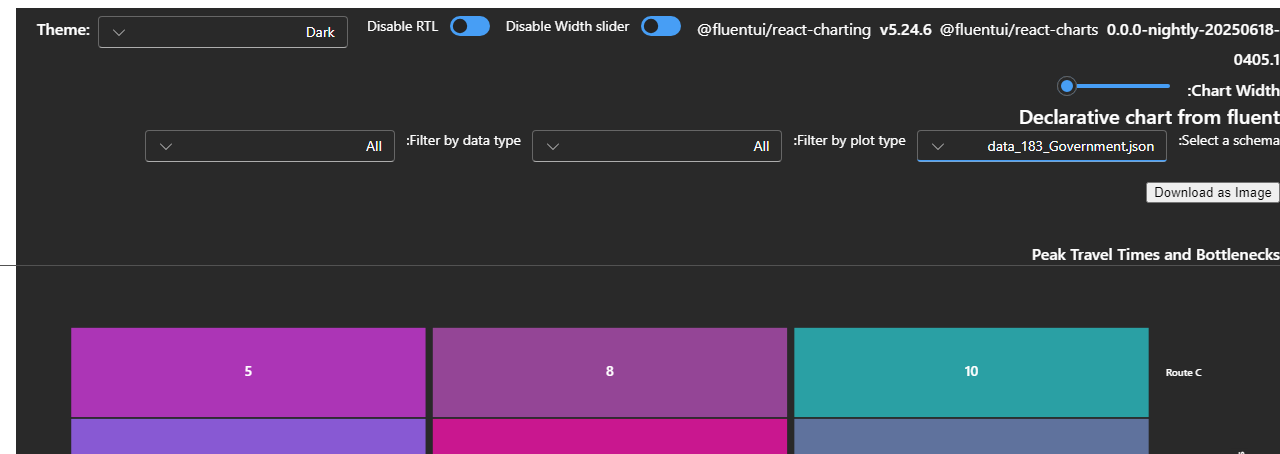 Theme: Dark Disable RTL Disable Width slider @fluentui/react-charting v5.24.6 @fluentui/react-charts 0.0.0-nightly-20250618-
0405.1
:Chart Width
Declarative chart from fluent
:Select a schema data_183_Government.json :Filter by plot type All :Filter by data type All
Download as Image
Peak Travel Times and Bottlenecks
5 8 10 Route C